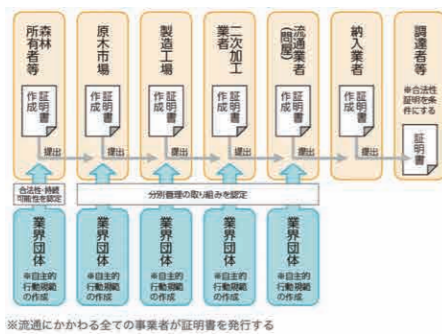 森林
所有者等
証明書
作成
提出
原木市場
証明書
作成
提出
製造工場
証明書
作成
提出
二次加工
業者
証明書
作成
提出
流通業者
(問屋)
証明書
作成
提出
納入業者
証明書
作成
提出
調達者等
※合法性
証明を条
件にする
証明書
合法性・持続
可能性を認定
分別管理の取り組みを認定
業界団体
※自主的
行動規範
の作成
業界団体
※自主的
行動規範
の作成
業界団体
※自主的
行動規範
の作成
業界団体
※自主的
行動規範
の作成
業界団体
※自主的
行動規範
の作成
※流通にかかわる全ての事業者が証明書を発行する